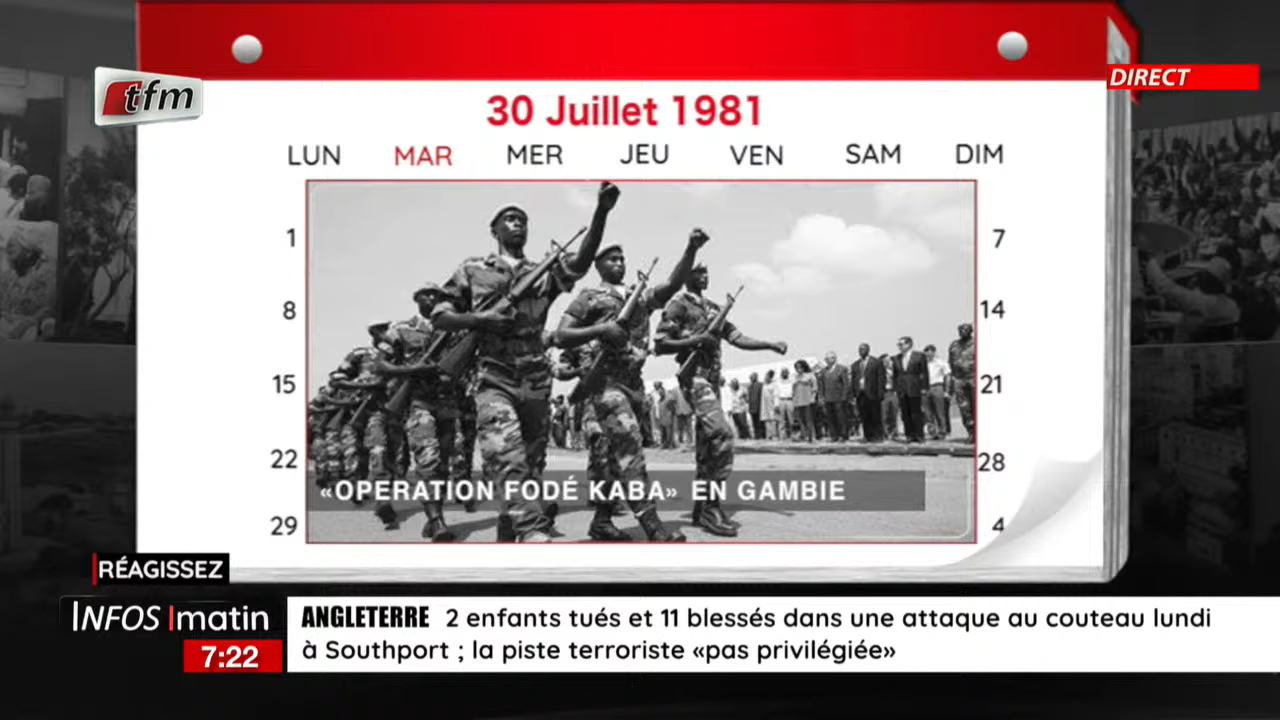 tfm
DIRECT
30 Juillet 1981
LUN MAR MER JEU VEN SAM DIM
1 7
8 14
15 21
22 28
29 4
«OPERATION FODÉ KABA» EN GAMBIE
RÉAGISSEZ
INFOS matin
7:22
ANGLETERRE 2 enfants tués et 11 blessés dans une attaque au couteau lundi
à Southport ; la piste terroriste «pas privilégiée»